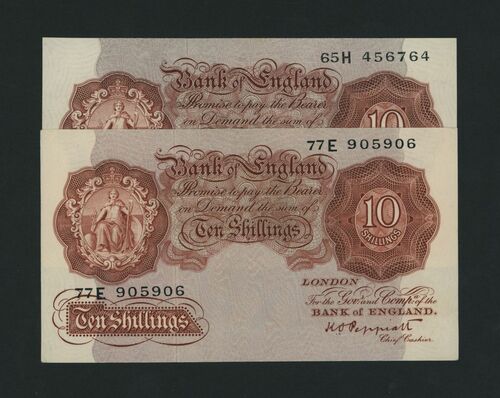 65H 456764
Bank of England
Promise to pay the Bearer
on Demand the sum of
10
77E 905906
Bank of England
Promise to pay the Bearer
on Demand the sum of
Ten Shillings
10
SHILLINGS
77E 905906
Ten Shillings
LONDON
For the Govr. and Compa. of the
BANK OF ENGLAND.
K O Peppiatt
Chief Cashier.